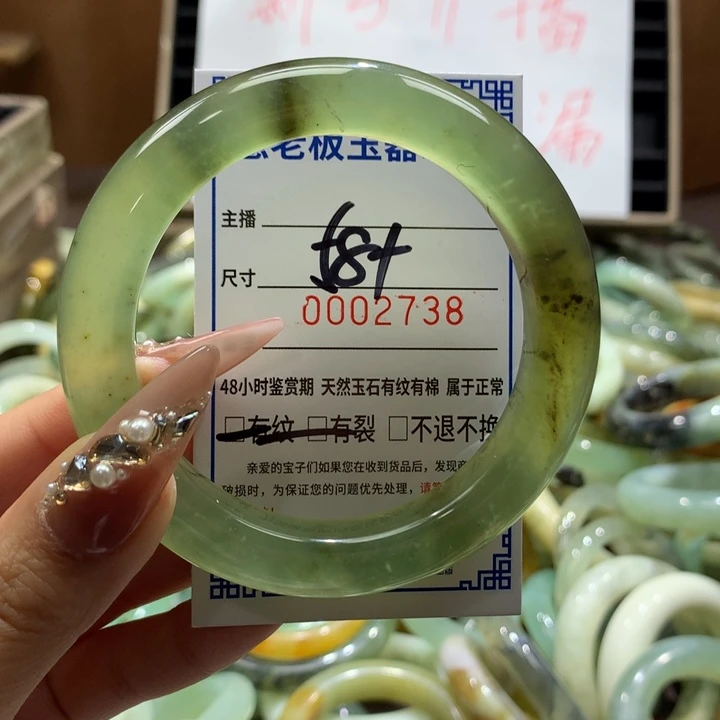 老板玉器
主播
尺寸 58+
0002738
48小时鉴赏期 天然玉石有纹有棉 属于正常
□有纹 □有裂 □不退不换
亲爱的宝子们如果您在收到货品后，发现商
破损时，为保证您的问题优先处理，请
播
漏